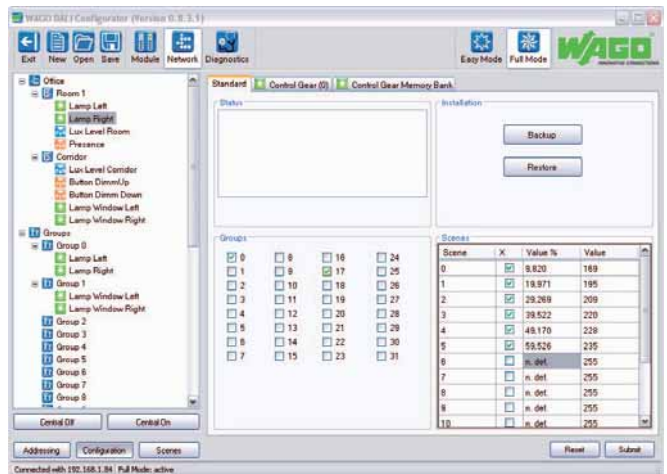 WAGO DALI Configurator (Version 0.8.3.1)
Exit New Open Save Module Network Diagnostics Easy Mode Full Mode WAGO
INNOVATIVE CONNECTIONS
Office
Room 1
Lamp Left
Lamp Right
Lux Level Room
Presence
Corridor
Lux Level Corridor
Button DimmUp
Button Dimm Down
Lamp Window Left
Lamp Window Right
Groups
Group 0
Lamp Left
Lamp Right
Group 1
Lamp Window Left
Lamp Window Right
Group 2
Group 3
Group 4
Group 5
Group 6
Group 7
Group 8
Central Off Central On
Addressing Configuration Scenes
Standard Control Gear (0) Control Gear Memory Bank
Status
Installation
Backup
Restore
Groups
0 8 16 24
1 9 17 25
2 10 18 26
3 11 19 27
4 12 20 28
5 13 21 29
6 14 22 30
7 15 23 31
Scenes
Scene X Value % Value
0 9,820 169
1 19,971 195
2 29,269 209
3 39,522 220
4 49,170 228
5 59,526 235
6 n. def. 255
7 n. def. 255
8 n. def. 255
9 n. def. 255
10 n. def. 255
Reset Submit
Connected with 192.168.1.84 Full Mode: active